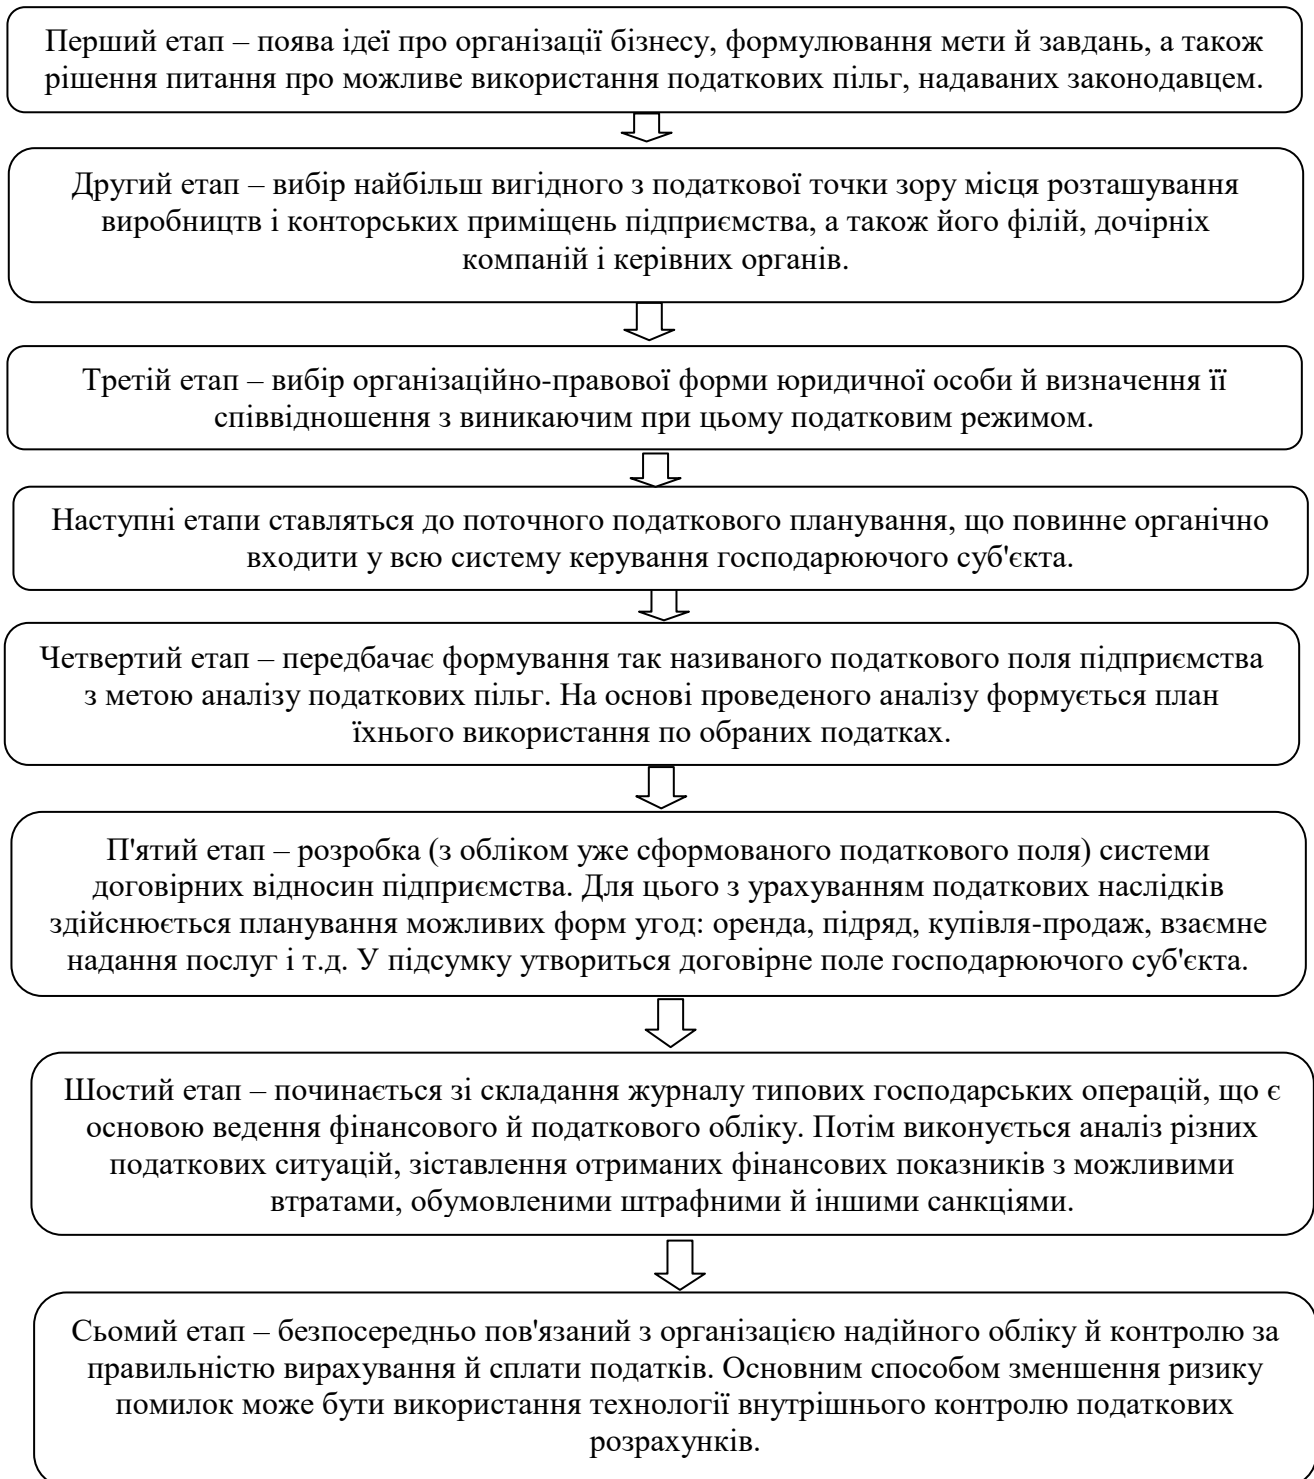 Перший етап – поява ідеї про організації бізнесу, формулювання мети й завдань, а також
рішення питання про можливе використання податкових пільг, надаваних законодавцем.
Другий етап – вибір найбільш вигідного з податкової точки зору місця розташування
виробництв і конторських приміщень підприємства, а також його філій, дочірніх
компаній і керівних органів.
Третій етап – вибір організаційно-правової форми юридичної особи й визначення її
співвідношення з виникаючим при цьому податковим режимом.
Наступні етапи ставляться до поточного податкового планування, що повинне органічно
входити у всю систему керування господарюючого суб'єкта.
Четвертий етап – передбачає формування так називаного податкового поля підприємства
з метою аналізу податкових пільг. На основі проведеного аналізу формується план
їхнього використання по обраних податках.
П'ятий етап – розробка (з обліком уже сформованого податкового поля) системи
договірних відносин підприємства. Для цього з урахуванням податкових наслідків
здійснюється планування можливих форм угод: оренда, підряд, купівля-продаж, взаємне
надання послуг і т.д. У підсумку утвориться договірне поле господарюючого суб'єкта.
Шостий етап – починається зі складання журналу типових господарських операцій, що є
основою ведення фінансового й податкового обліку. Потім виконується аналіз різних
податкових ситуацій, зіставлення отриманих фінансових показників з можливими
втратами, обумовленими штрафними й іншими санкціями.
Сьомий етап – безпосередньо пов'язаний з організацією надійного обліку й контролю за
правильністю вирахування й сплати податків. Основним способом зменшення ризику
помилок може бути використання технології внутрішнього контролю податкових
розрахунків.